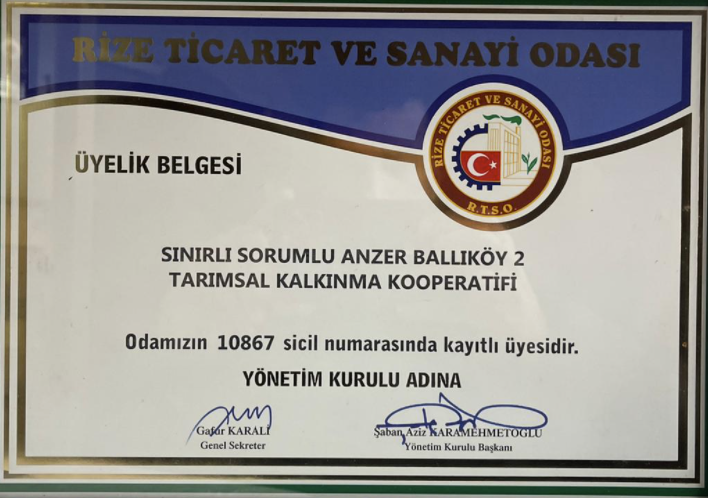 RİZE TİCARET VE SANAYİ ODASI
RİZE TİCARET VE SANAYİ ODASI
R.T.S.O.
ÜYELİK BELGESİ
SINIRLI SORUMLU ANZER BALLIKÖY 2
TARIMSAL KALKINMA KOOPERATİFİ
Odamızın 10867 sicil numarasında kayıtlı üyesidir.
YÖNETİM KURULU ADINA
Gafur KARALİ
Genel Sekreter
Şaban Aziz KARAMEHMETOĞLU
Yönetim Kurulu Başkanı